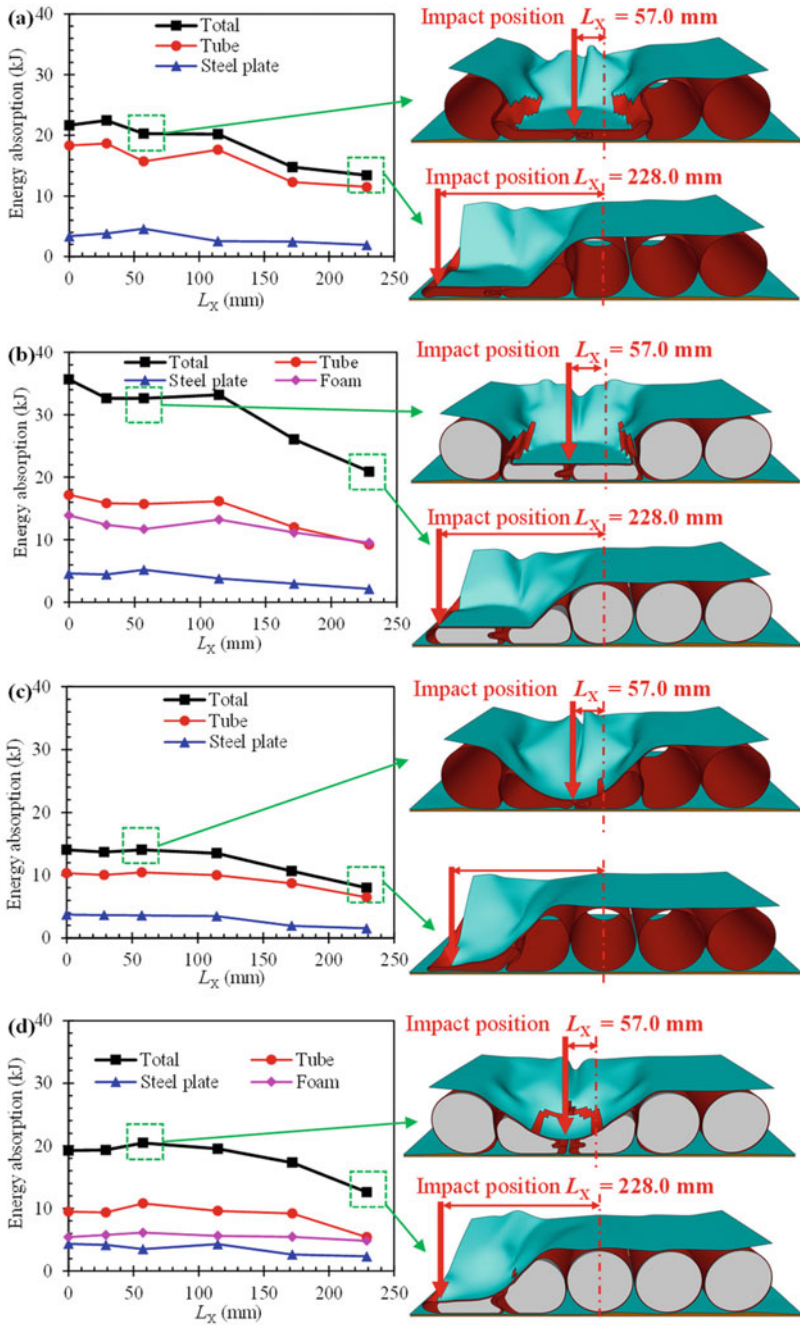 (a)
Total
Tube
Steel plate
Energy absorption (kJ)
40
30
20
10
0
0 50 100 150 200 250
LX (mm)
Impact position LX = 57.0 mm
Impact position LX = 228.0 mm
(b)
Total Tube
Steel plate Foam
Energy absorption (kJ)
40
30
20
10
0
0 50 100 150 200 250
LX (mm)
Impact position LX = 57.0 mm
Impact position LX = 228.0 mm
(c)
Total
Tube
Steel plate
Energy absorption (kJ)
40
30
20
10
0
0 50 100 150 200 250
LX (mm)
Impact position LX = 57.0 mm
(d)
Total Tube
Steel plate Foam
Energy absorption (kJ)
40
30
20
10
0
0 50 100 150 200 250
LX (mm)
Impact position LX = 57.0 mm
Impact position LX = 228.0 mm